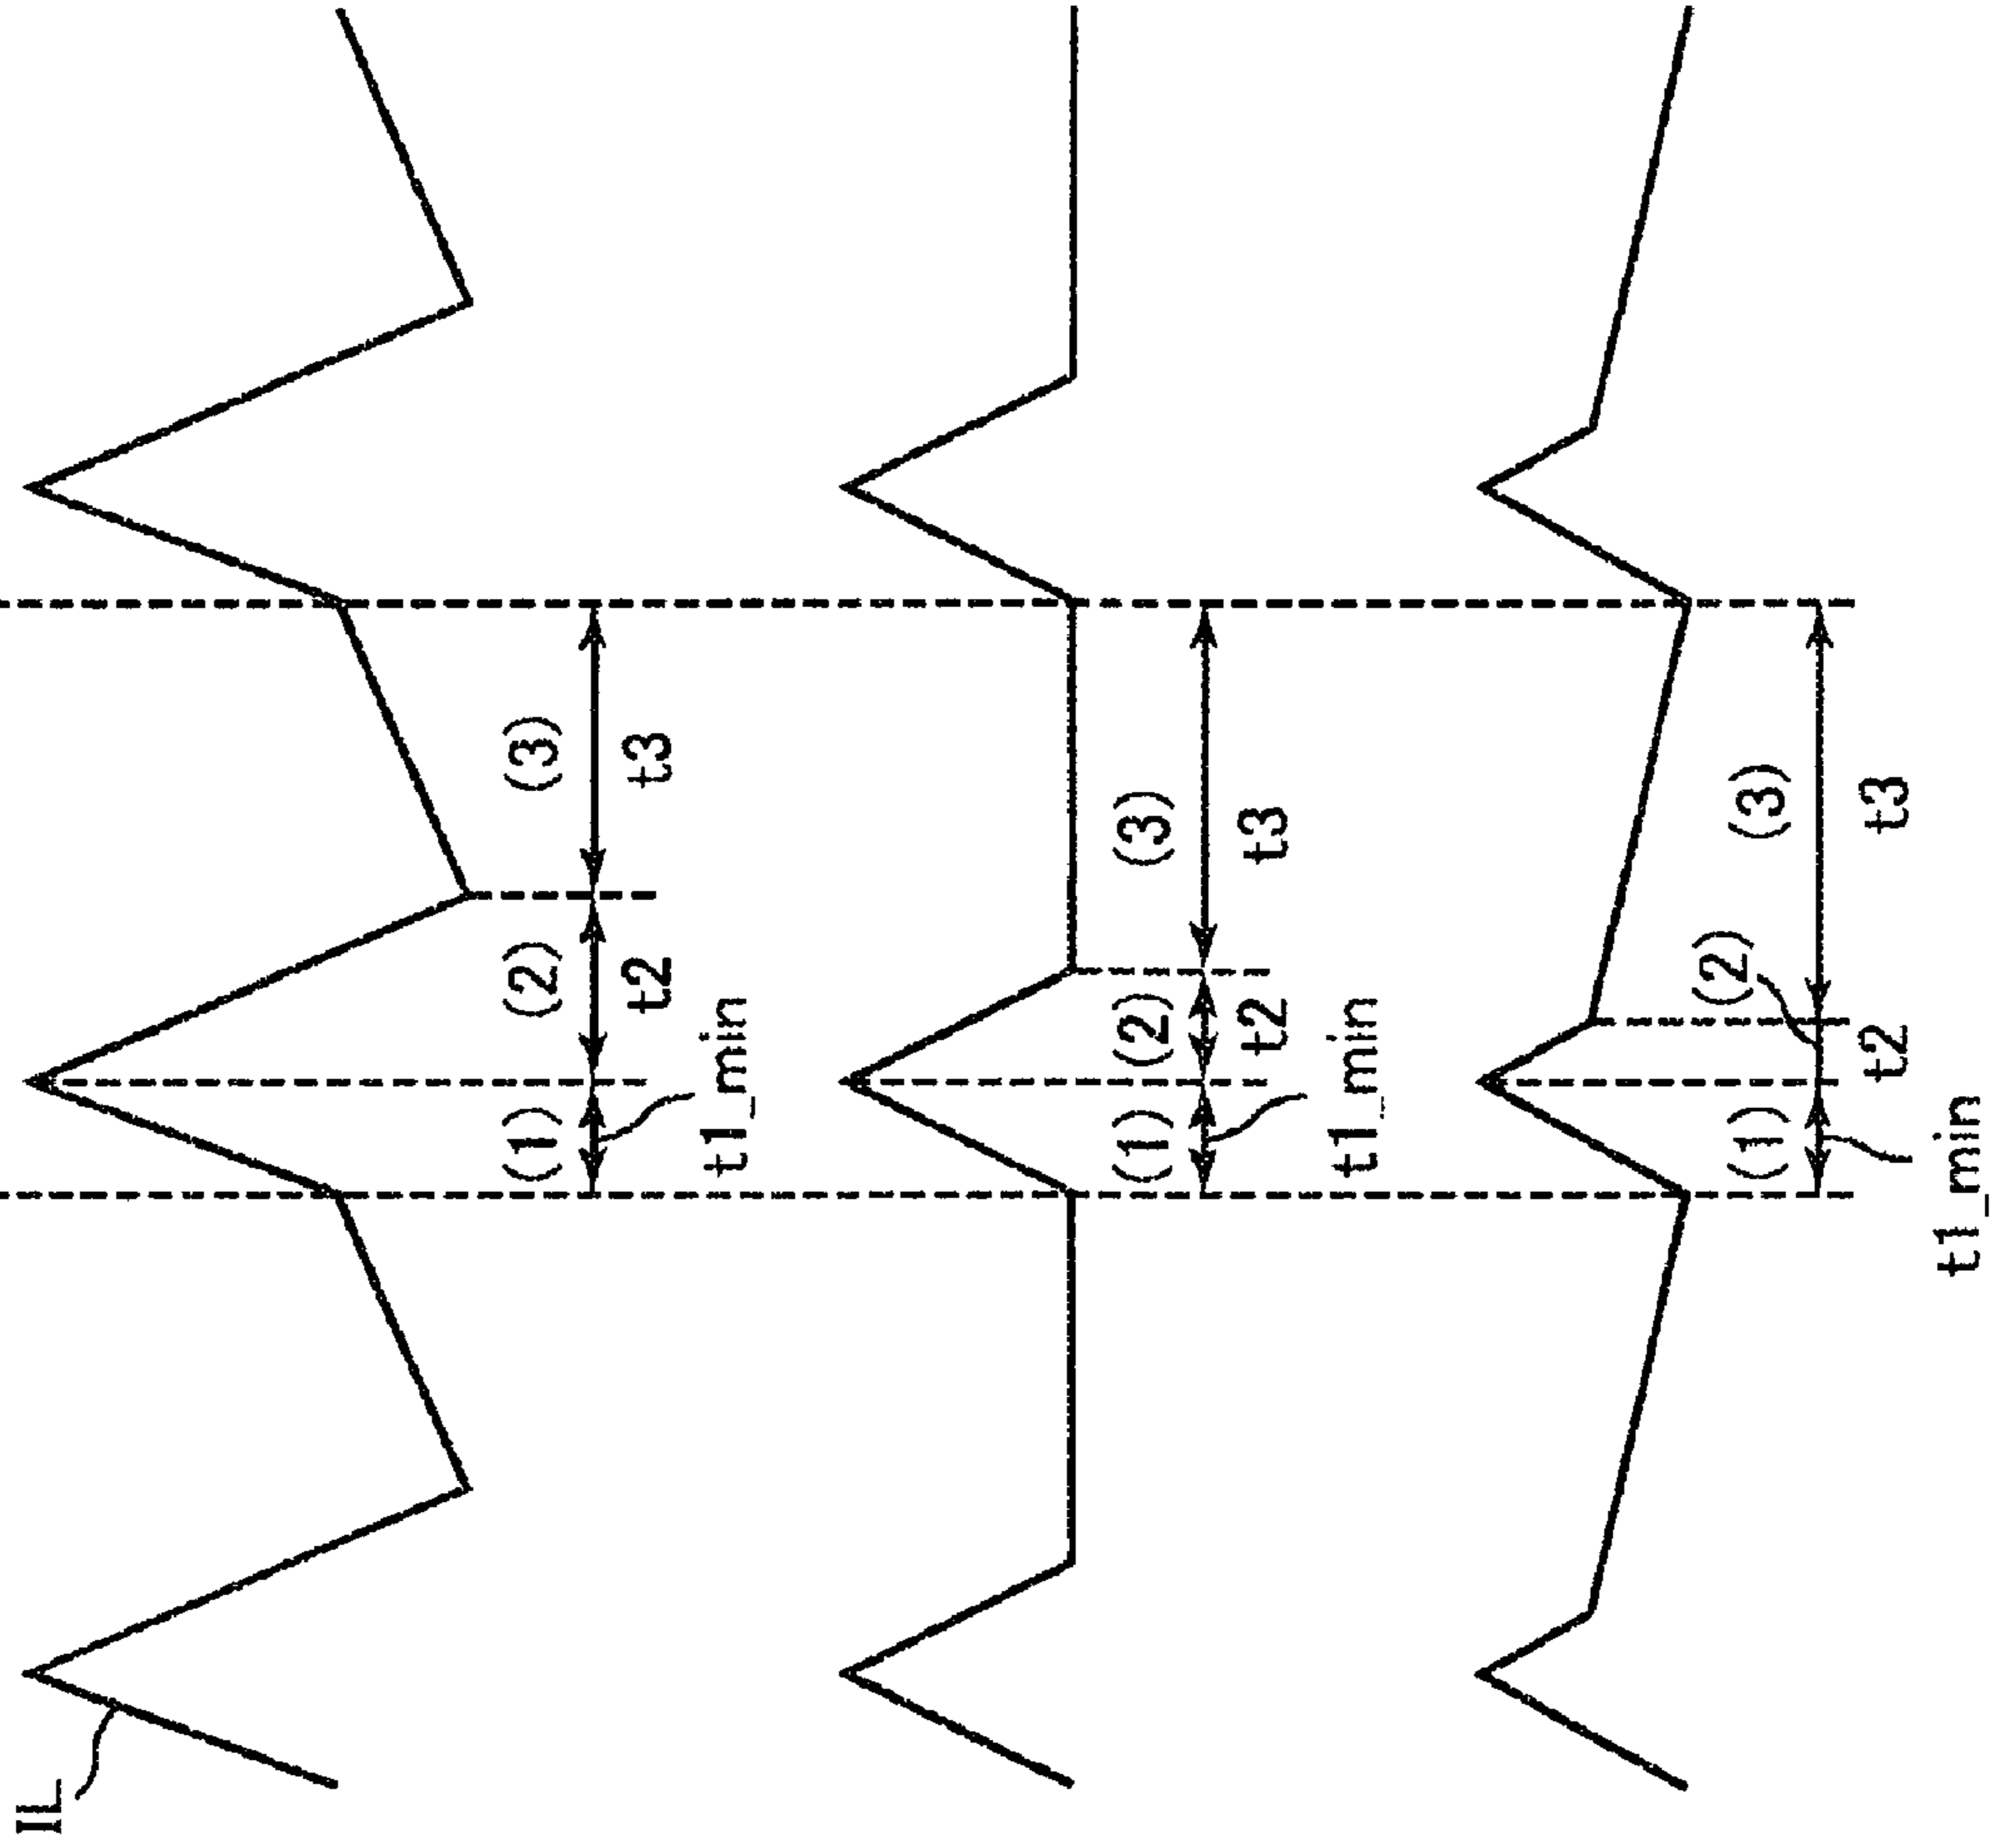 IL
(1) (2) (3)
t2 t3
t1_min
(1) (2) (3)
t2 t3
t1_min
(1) (2) (3)
t2 t3
t1_min